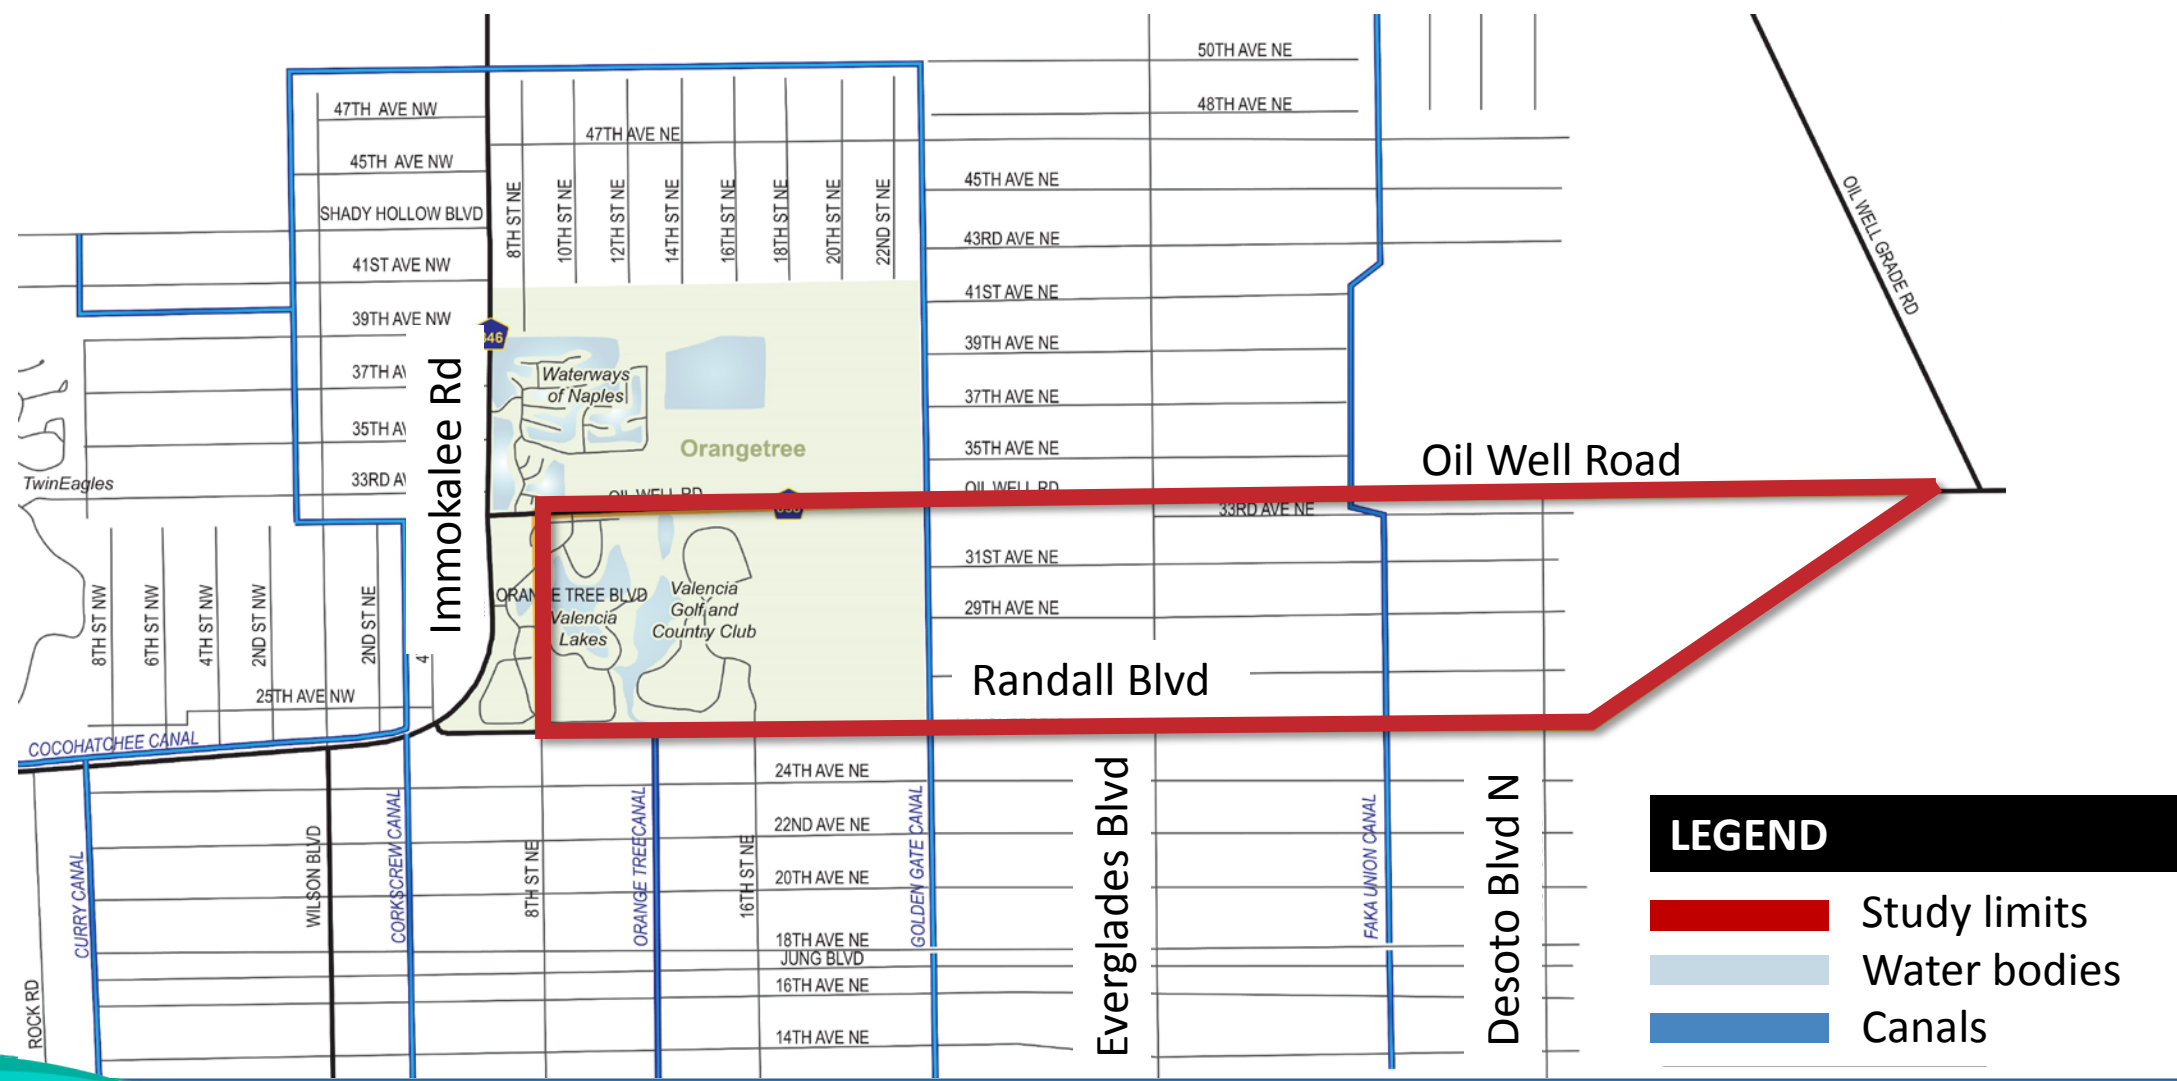 50TH AVE NE
47TH AVE NW
48TH AVE NE
47TH AVE NE
45TH AVE NW
45TH AVE NE
SHADY HOLLOW BLVD
8TH ST NE
10TH ST NE
12TH ST NE
14TH ST NE
16TH ST NE
18TH ST NE
20TH ST NE
22ND ST NE
43RD AVE NE
OIL WELL GRADE RD
41ST AVE NW
41ST AVE NE
39TH AVE NW
39TH AVE NE
Immokalee Rd
Waterways
of Naples
37TH AV
37TH AVE NE
35TH AV
Orangetree
35TH AVE NE
Oil Well Road
TwinEagles
33RD AV
OIL WELL RD
OIL WELL RD
33RD AVE NE
31ST AVE NE
8TH ST NW
6TH ST NW
4TH ST NW
2ND ST NW
2ND ST NE
4
ORANGE TREE BLVD
Valencia
Lakes
Valencia
Golf and
Country Club
29TH AVE NE
Randall Blvd
25TH AVE NW
COCOHATCHEE CANAL
24TH AVE NE
22ND AVE NE
20TH AVE NE
18TH AVE NE
JUNG BLVD
16TH AVE NE
14TH AVE NE
ROCK RD
CURRY CANAL
WILSON BLVD
CORKSCREW CANAL
8TH ST NE
ORANGE TREE CANAL
16TH ST NE
GOLDEN GATE CANAL
Everglades Blvd
FAKA UNION CANAL
Desoto Blvd N
LEGEND
Study limits
Water bodies
Canals